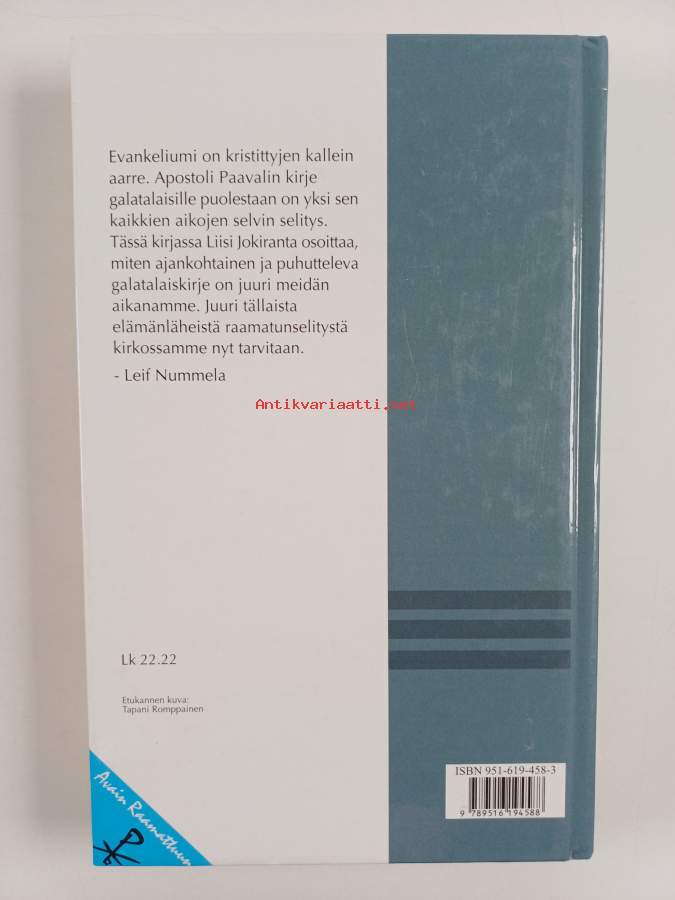 Evankeliumi on kristittyjen kallein
aarre. Apostoli Paavalin kirje
galatalaisille puolestaan on yksi sen
kaikkien aikojen selvin selitys.
Tässä kirjassa Liisi Jokiranta osoittaa,
miten ajankohtainen ja puhutteleva
galatalaiskirje on juuri meidän
aikanamme. Juuri tällaista
elämänläheistä raamatunselitystä
kirkossamme nyt tarvitaan.
- Leif Nummela
Antikvariaatti.net
Lk 22.22
Etukannen kuva:
Tapani Romppainen
Avain Raamattuun
ISBN 951-619-458-3
9 789516 194588